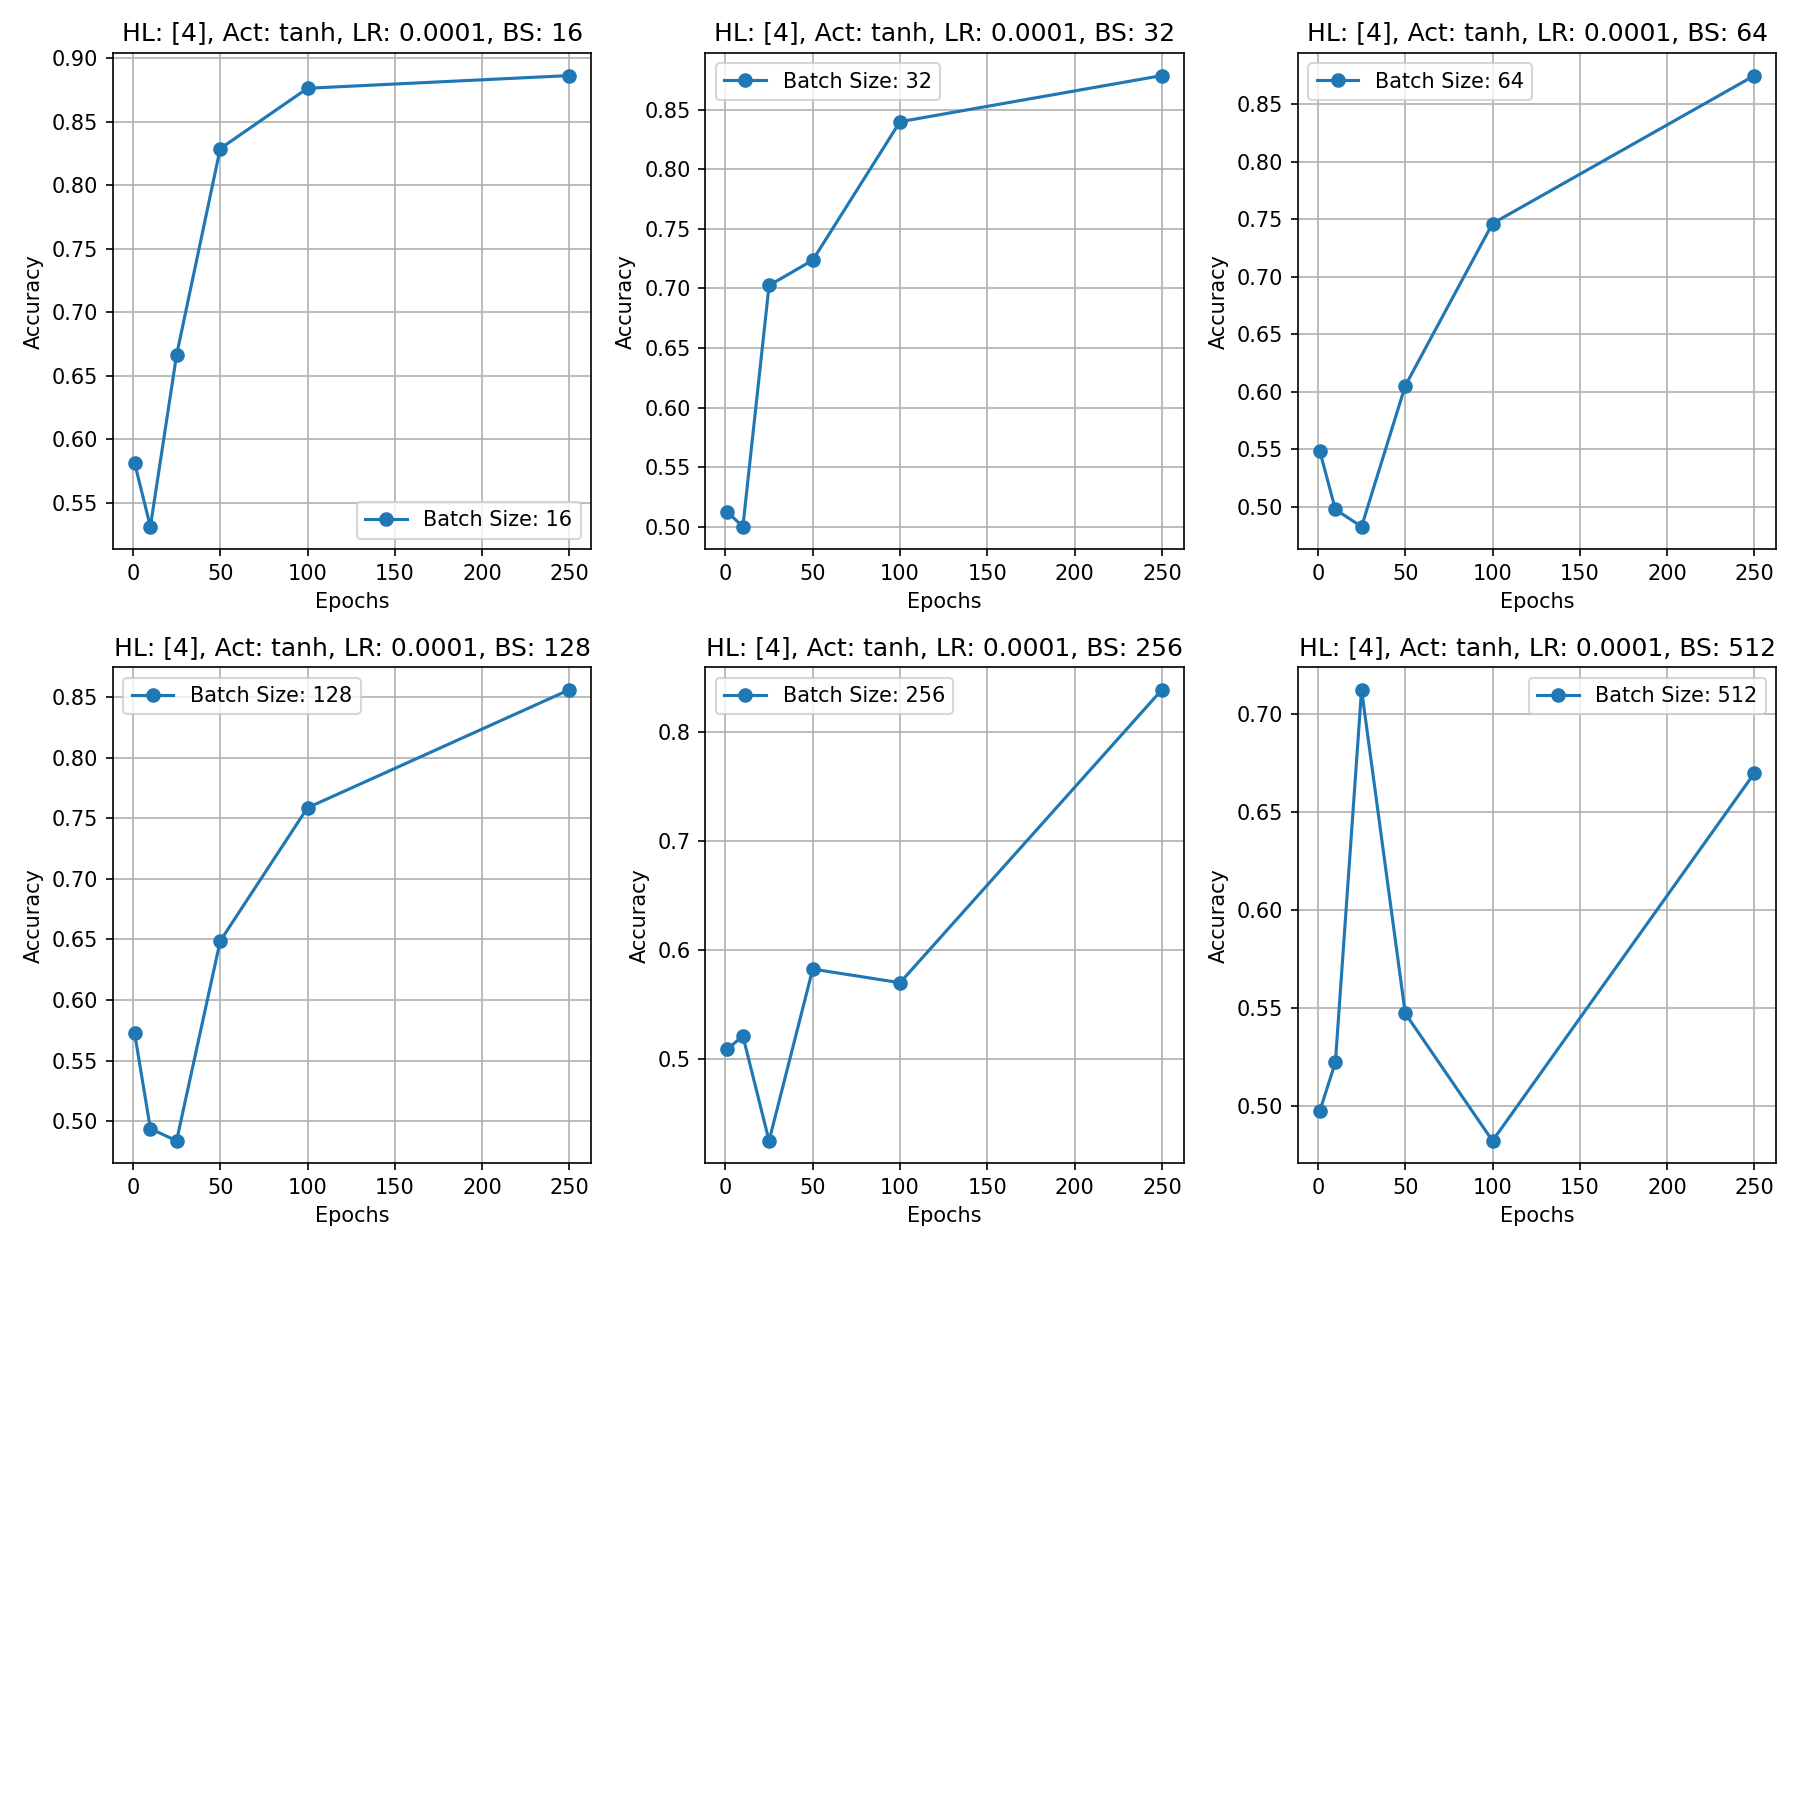 HL: [4], Act: tanh, LR: 0.0001, BS: 16
0.90
0.85
0.80
0.75
0.70
0.65
0.60
0.55
Accuracy
Batch Size: 16
0 50 100 150 200 250
Epochs
HL: [4], Act: tanh, LR: 0.0001, BS: 32
Batch Size: 32
0.85
0.80
0.75
0.70
0.65
0.60
0.55
0.50
Accuracy
0 50 100 150 200 250
Epochs
HL: [4], Act: tanh, LR: 0.0001, BS: 64
Batch Size: 64
0.85
0.80
0.75
0.70
0.65
0.60
0.55
0.50
Accuracy
0 50 100 150 200 250
Epochs
HL: [4], Act: tanh, LR: 0.0001, BS: 128
Batch Size: 128
0.85
0.80
0.75
0.70
0.65
0.60
0.55
0.50
Accuracy
0 50 100 150 200 250
Epochs
HL: [4], Act: tanh, LR: 0.0001, BS: 256
Batch Size: 256
0.8
0.7
0.6
0.5
Accuracy
0 50 100 150 200 250
Epochs
HL: [4], Act: tanh, LR: 0.0001, BS: 512
Batch Size: 512
0.70
0.65
0.60
0.55
0.50
Accuracy
0 50 100 150 200 250
Epochs